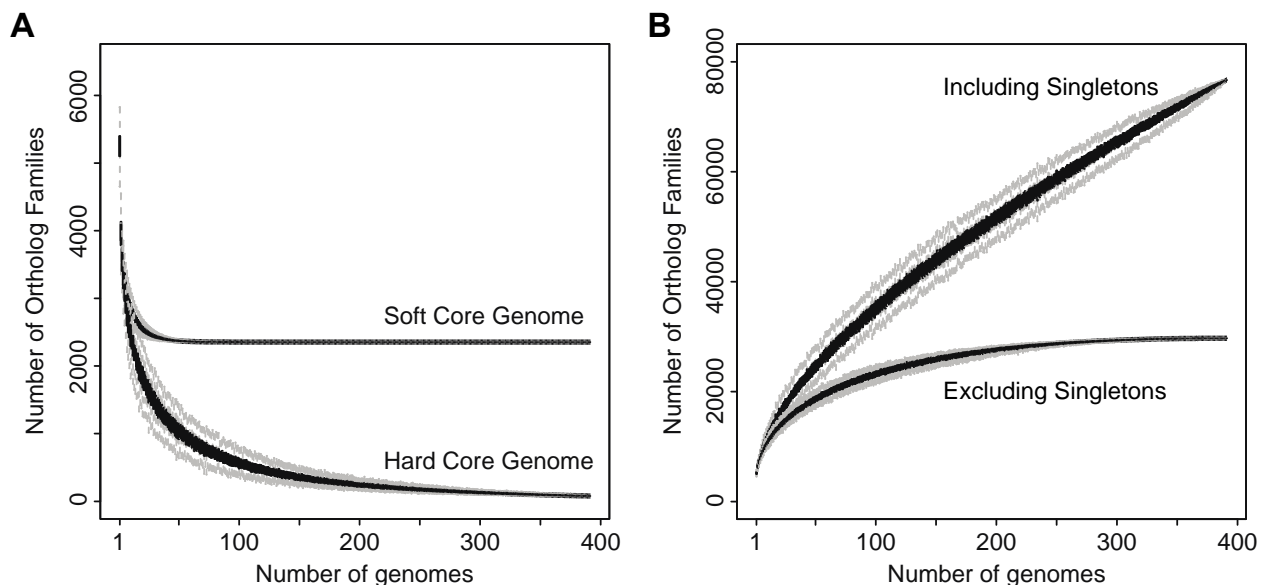 A
B
Number of Ortholog Families
6000
4000
2000
0
Soft Core Genome
Hard Core Genome
1
100
200
300
400
Number of genomes
Number of Ortholog Families
80000
60000
40000
20000
0
Including Singletons
Excluding Singletons
1
100
200
300
400
Number of genomes